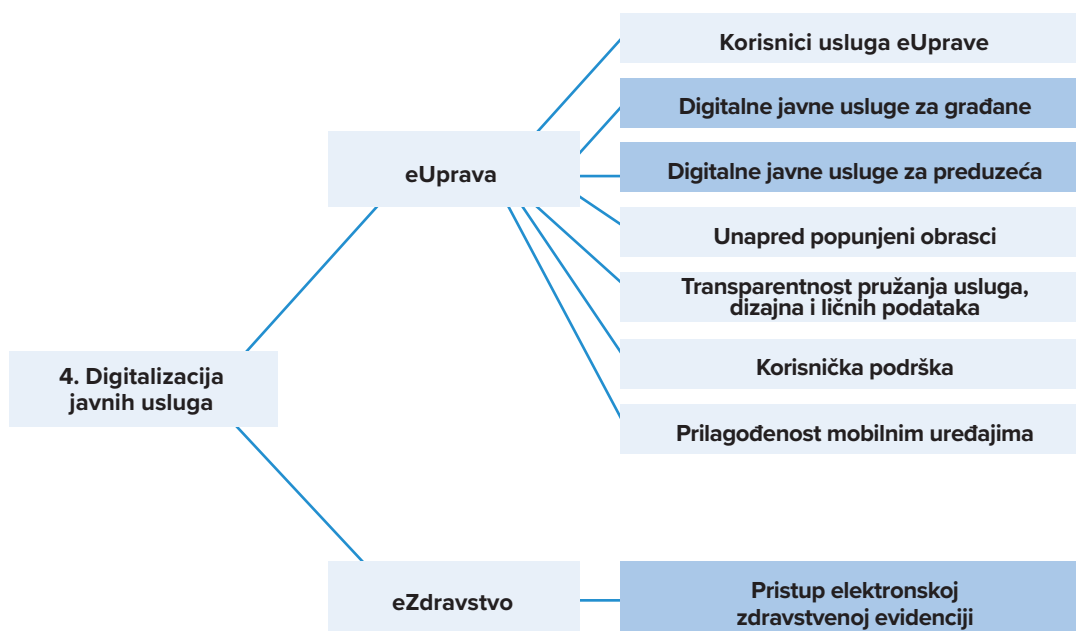 4. Digitalizacija
javnih usluga
eUprava
Korisnici usluga eUprave
Digitalne javne usluge za građane
Digitalne javne usluge za preduzeća
Unapred popunjeni obrasci
Transparentnost pružanja usluga,
dizajna i ličnih podataka
Korisnička podrška
Prilagođenost mobilnim uređajima
eZdravstvo
Pristup elektronskoj
zdravstvenoj evidenciji